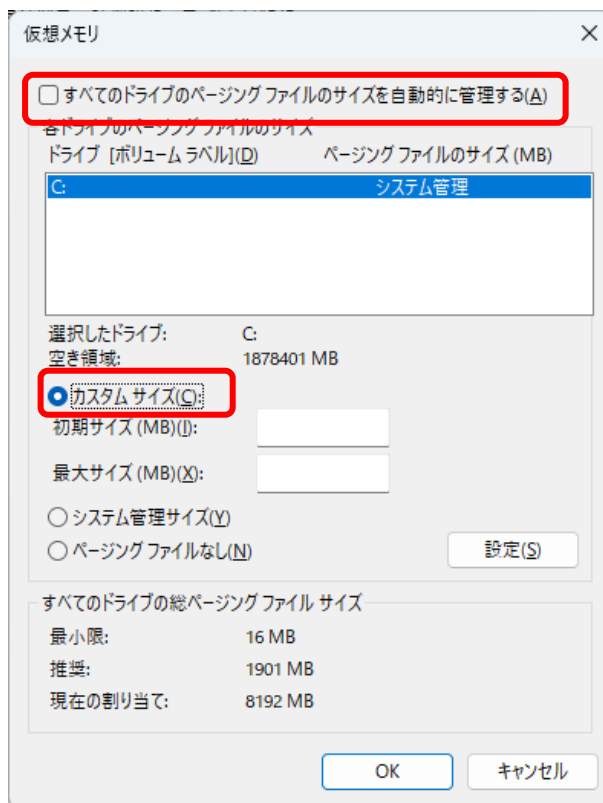 仮想メモリ
すべてのドライブのページング ファイルのサイズを自動的に管理する(A)
各ドライブのページング ファイルのサイズ
ドライブ [ボリューム ラベル](D) ページング ファイルのサイズ (MB)
C: システム管理
選択したドライブ: C:
空き領域: 1878401 MB
カスタム サイズ(C):
初期サイズ (MB)(I):
最大サイズ (MB)(X):
システム管理サイズ(Y)
ページング ファイルなし(N) 設定(S)
すべてのドライブの総ページング ファイル サイズ
最小限: 16 MB
推奨: 1901 MB
現在の割り当て: 8192 MB
OK キャンセル